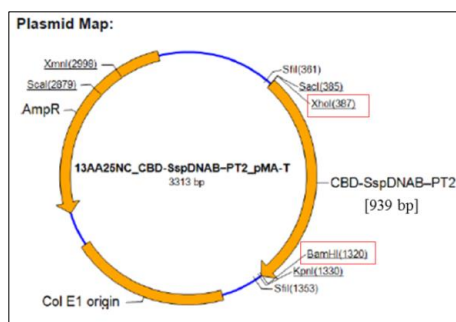 Plasmid Map:
XmnI(2998)
ScaI(2879)
AmpR
SfiI(361)
SacI(385)
XhoI(387)
13AA25NC_CBD-SspDNAB–PT2_pMA-T
3313 bp
CBD-SspDNAB–PT2
[939 bp]
BamHI(1320)
KpnI(1330)
SfiI(1353)
Col E1 origin